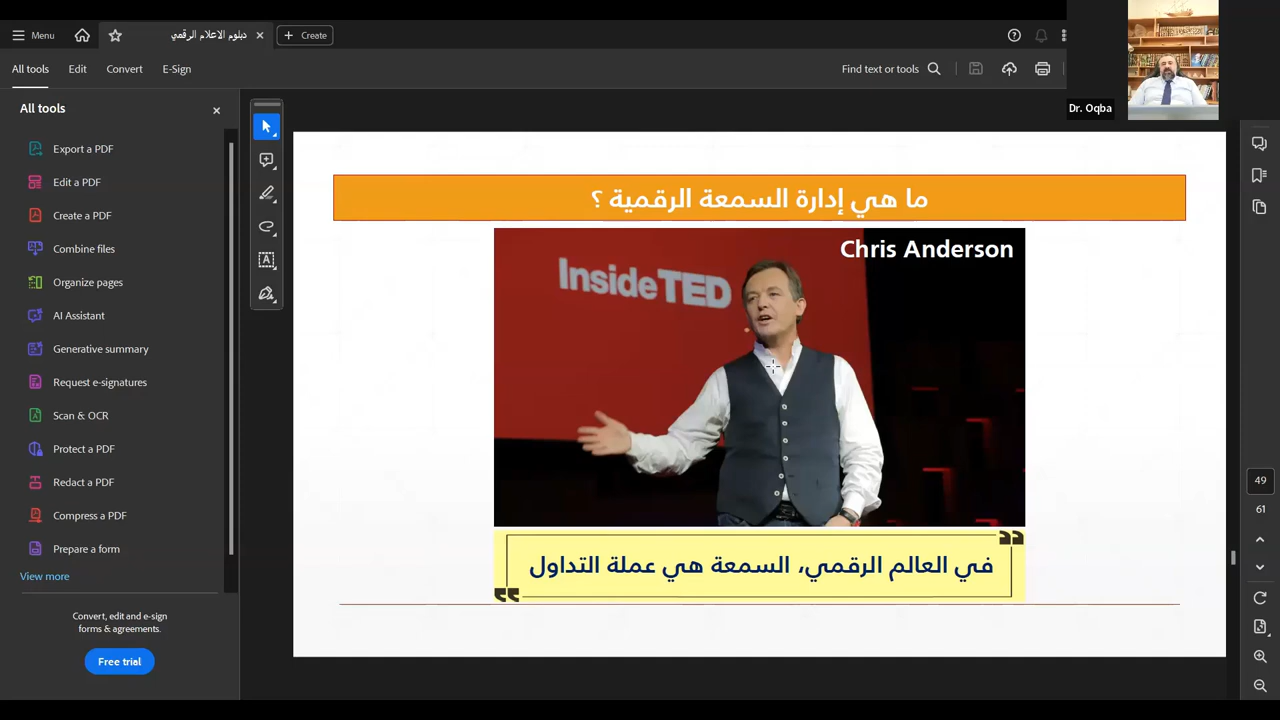 Menu
دبلوم الاعلام الرقمي
Create
All tools
Edit
Convert
E-Sign
Find text or tools
Dr. Oqba
All tools
Export a PDF
Edit a PDF
Create a PDF
Combine files
Organize pages
AI Assistant
Generative summary
Request e-signatures
Scan & OCR
Protect a PDF
Redact a PDF
Compress a PDF
Prepare a form
View more
Convert, edit and e-sign
forms & agreements.
Free trial
ما هي إدارة السمعة الرقمية ؟
Chris Anderson
InsideTED
في العالم الرقمي، السمعة هي عملة التداول
49
61